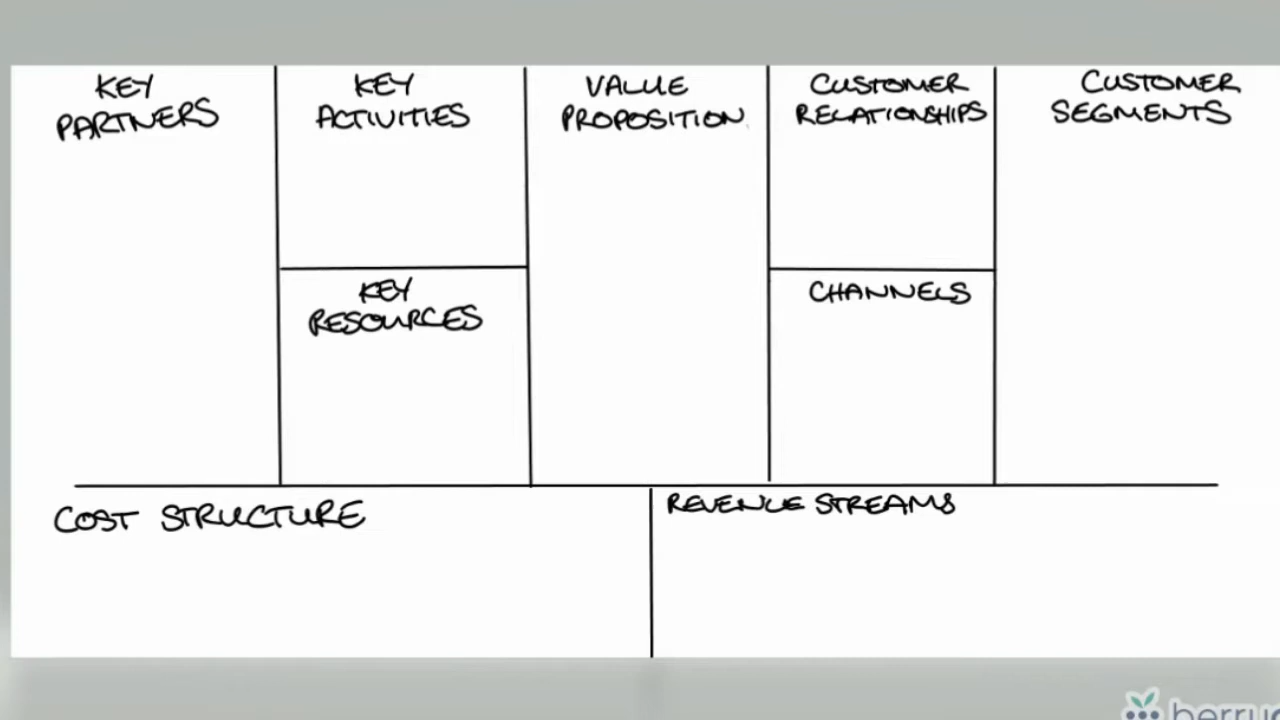 KEY
PARTNERS
KEY
ACTIVITIES
KEY
RESOURCES
VALUE
PROPOSITION
CUSTOMER
RELATIONSHIPS
CHANNELS
CUSTOMER
SEGMENTS
COST STRUCTURE
REVENUE STREAMS